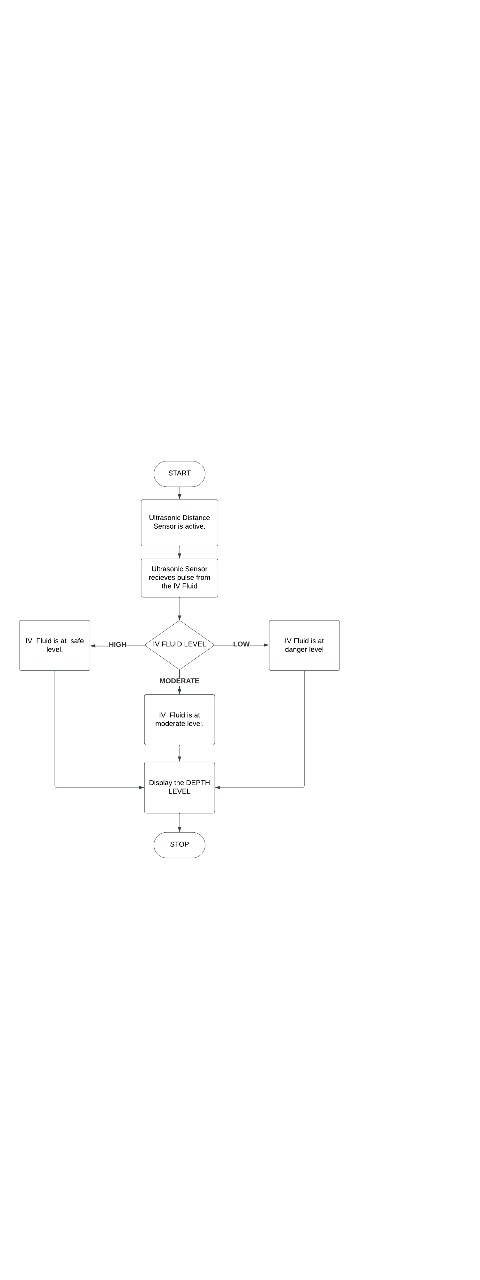 START
Ultrasonic Distance
Sensor is active.
Ultrasonic Sensor
recieves pulse from
the IV Fluid
IV Fluid is at safe
level.
HIGH
IV FLUID LEVEL
LOW
IV Fluid is at
danger level
MODERATE
IV Fluid is at
moderate level.
Display the DEPTH
LEVEL
STOP